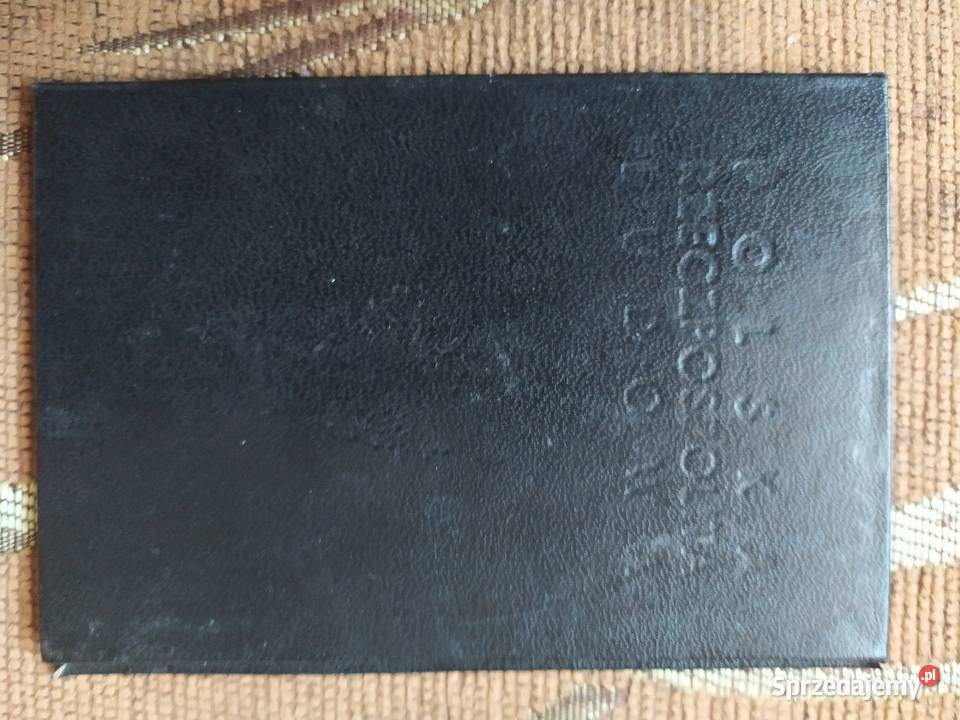 POLSKA
RZECZPOSPOLITA
LUDOWA
Sprzedajemy.pl